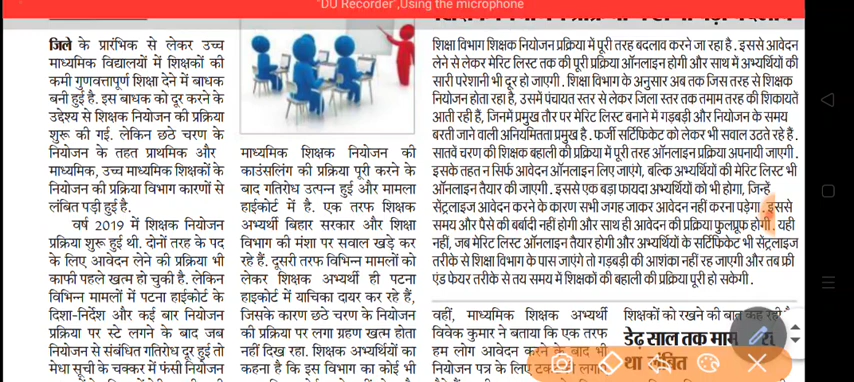 "DU Recorder",Using the microphone
जिले के प्रारंभिक से लेकर उच्च
माध्यमिक विद्यालयों में शिक्षकों की
कमी गुणवत्तापूर्ण शिक्षा देने में बाधक
बनी हुई है. इस बाधक को दूर करने के
उद्देश्य से शिक्षक नियोजन की प्रक्रिया
शुरू की गई. लेकिन छठे चरण के
नियोजन के तहत प्राथमिक और
माध्यमिक, उच्च माध्यमिक शिक्षकों के
नियोजन की प्रक्रिया विभाग कारणों से
लंबित पड़ी हुई है.
वर्ष 2019 में शिक्षक नियोजन
प्रक्रिया शुरू हुई थी. दोनों तरह के पद
के लिए आवेदन लेने की प्रक्रिया भी
काफी पहले खत्म हो चुकी है. लेकिन
विभिन्न मामलों में पटना हाईकोर्ट के
दिशा-निर्देश और कई बार नियोजन
प्रक्रिया पर स्टे लगने के बाद जब
नियोजन से संबंधित गतिरोध दूर हुई तो
मेधा सूची के चक्कर में फंसी नियोजन
माध्यमिक शिक्षक नियोजन की
काउंसलिंग की प्रक्रिया पूरी करने के
बाद गतिरोध उत्पन्न हुई और मामला
हाईकोर्ट में है. एक तरफ शिक्षक
अभ्यर्थी बिहार सरकार और शिक्षा
विभाग की मंशा पर सवाल खड़े कर
रहे हैं. दूसरी तरफ विभिन्न मामलों को
लेकर शिक्षक अभ्यर्थी ही पटना
हाईकोर्ट में याचिका दायर कर रहे हैं,
जिसके कारण छठे चरण के नियोजन
की प्रक्रिया पर लगा ग्रहण खत्म होता
नहीं दिख रहा. शिक्षक अभ्यर्थियों का
कहना है कि इस विभाग का कोई भी
शिक्षा विभाग शिक्षक नियोजन प्रक्रिया में पूरी तरह बदलाव करने जा रहा है. इससे आवेदन
लेने से लेकर मेरिट लिस्ट तक की पूरी प्रक्रिया ऑनलाइन होगी और साथ में अभ्यर्थियों की
सारी परेशानी भी दूर हो जाएगी. शिक्षा विभाग के अनुसार अब तक जिस तरह से शिक्षक
नियोजन होता रहा है, उसमें पंचायत स्तर से लेकर जिला स्तर तक तमाम तरह की शिकायतें
आती रही हैं, जिनमें प्रमुख तौर पर मेरिट लिस्ट बनाने में गड़बड़ी और नियोजन के समय
बरती जाने वाली अनियमितता प्रमुख है. फर्जी सर्टिफिकेट को लेकर भी सवाल उठते रहे हैं.
सातवें चरण की शिक्षक बहाली की प्रक्रिया में पूरी तरह ऑनलाइन प्रक्रिया अपनायी जाएगी.
इसके तहत न सिर्फ आवेदन ऑनलाइन लिए जाएंगे, बल्कि अभ्यर्थियों की मेरिट लिस्ट भी
ऑनलाइन तैयार की जाएगी. इससे एक बड़ा फायदा अभ्यर्थियों को भी होगा, जिन्हें
सेंट्रलाइज आवेदन करने के कारण सभी जगह जाकर आवेदन नहीं करना पड़ेगा. इससे
समय और पैसे की बर्बादी नहीं होगी और साथ ही आवेदन की प्रक्रिया फुलप्रूफ होगी. यही
नहीं, जब मेरिट लिस्ट ऑनलाइन तैयार होगी और अभ्यर्थियों के सर्टिफिकेट भी सेंट्रलाइज
तरीके से शिक्षा विभाग के पास जाएंगे तो गड़बड़ी की आशंका नहीं रह जाएगी और तब फ्री
एंड फेयर तरीके से तय समय में शिक्षकों की बहाली की प्रक्रिया पूरी हो सकेगी.
वहीं, माध्यमिक शिक्षक अभ्यर्थी
विवेक कुमार ने बताया कि एक तरफ
हम लोग आवेदन करने के बाद भी
नियोजन पत्र के लिए
शिक्षकों को रखने की बात कह रही
डेढ़ साल तक
था लंबित